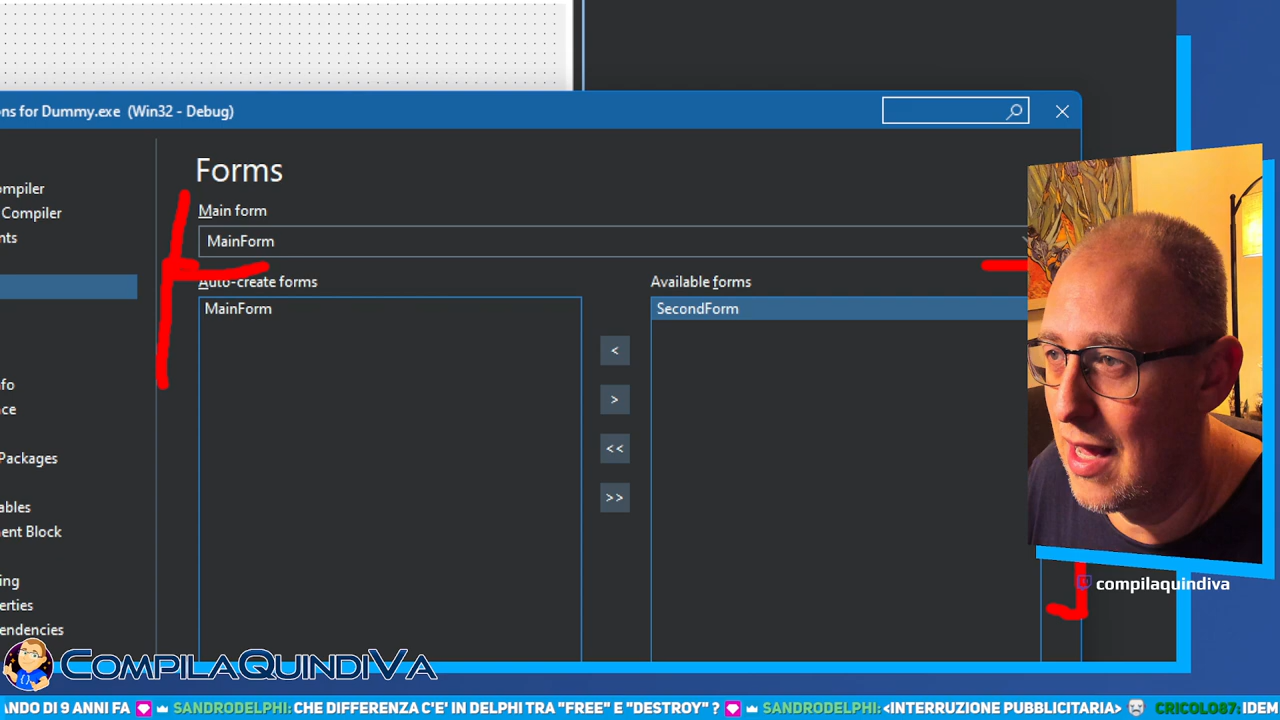 ns for Dummy.exe (Win32 - Debug)
Forms
ompiler
Compiler
nts
nfo
ce
Packages
ables
ent Block
ing
erties
endencies
Main form
MainForm
Auto-create forms
MainForm
Available forms
SecondForm
<
>
<<
>>
compilaquindiva
COMPILAQUINDIVA
ANDO DI 9 ANNI FA SANDRODELPHI: CHE DIFFERENZA C'E' IN DELPHI TRA "FREE" E "DESTROY" ? SANDRODELPHI: <INTERRUZIONE PUBBLICITARIA> CRICOLO87: IDEM